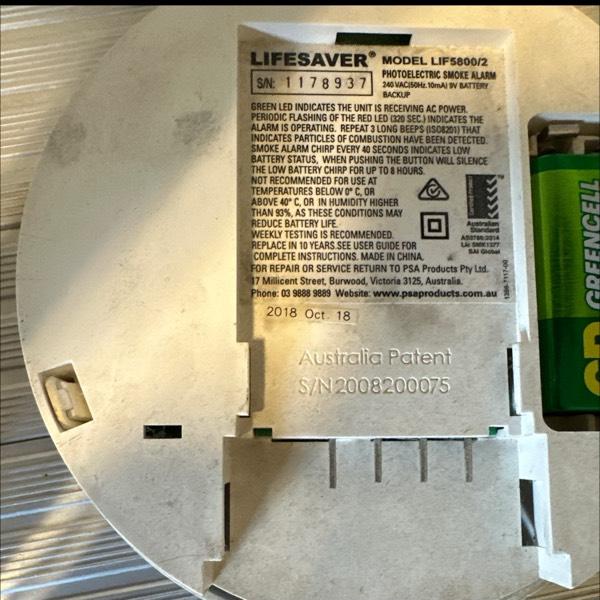 LIFESAVER® MODEL LIF5800/2
S/N: 1178937 PHOTOELECTRIC SMOKE ALARM
240 VAC(50Hz.10mA) 9V BATTERY
BACKUP
GREEN LED INDICATES THE UNIT IS RECEIVING AC POWER.
PERIODIC FLASHING OF THE RED LED (320 SEC.) INDICATES THE
ALARM IS OPERATING. REPEAT 3 LONG BEEPS (ISO8201) THAT
INDICATES PARTICLES OF COMBUSTION HAVE BEEN DETECTED.
SMOKE ALARM CHIRP EVERY 40 SECONDS INDICATES LOW
BATTERY STATUS, WHEN PUSHING THE BUTTON WILL SILENCE
THE LOW BATTERY CHIRP FOR UP TO 8 HOURS.
NOT RECOMMENDED FOR USE AT
TEMPERATURES BELOW 0° C, OR
ABOVE 40° C, OR IN HUMIDITY HIGHER
THAN 93%, AS THESE CONDITIONS MAY
REDUCE BATTERY LIFE.
WEEKLY TESTING IS RECOMMENDED.
REPLACE IN 10 YEARS.SEE USER GUIDE FOR
COMPLETE INSTRUCTIONS. MADE IN CHINA.
FOR REPAIR OR SERVICE RETURN TO PSA Products Pty Ltd.
17 Millicent Street, Burwood, Victoria 3125, Australia.
Phone: 03 9888 9889 Website: www.psaproducts.com.au
Australian
Standard
AS3786:2014
Lic SMK1377
SAI Global
2018 Oct. 18
Australia Patent
S/N2008200075
GREENCELL
GP